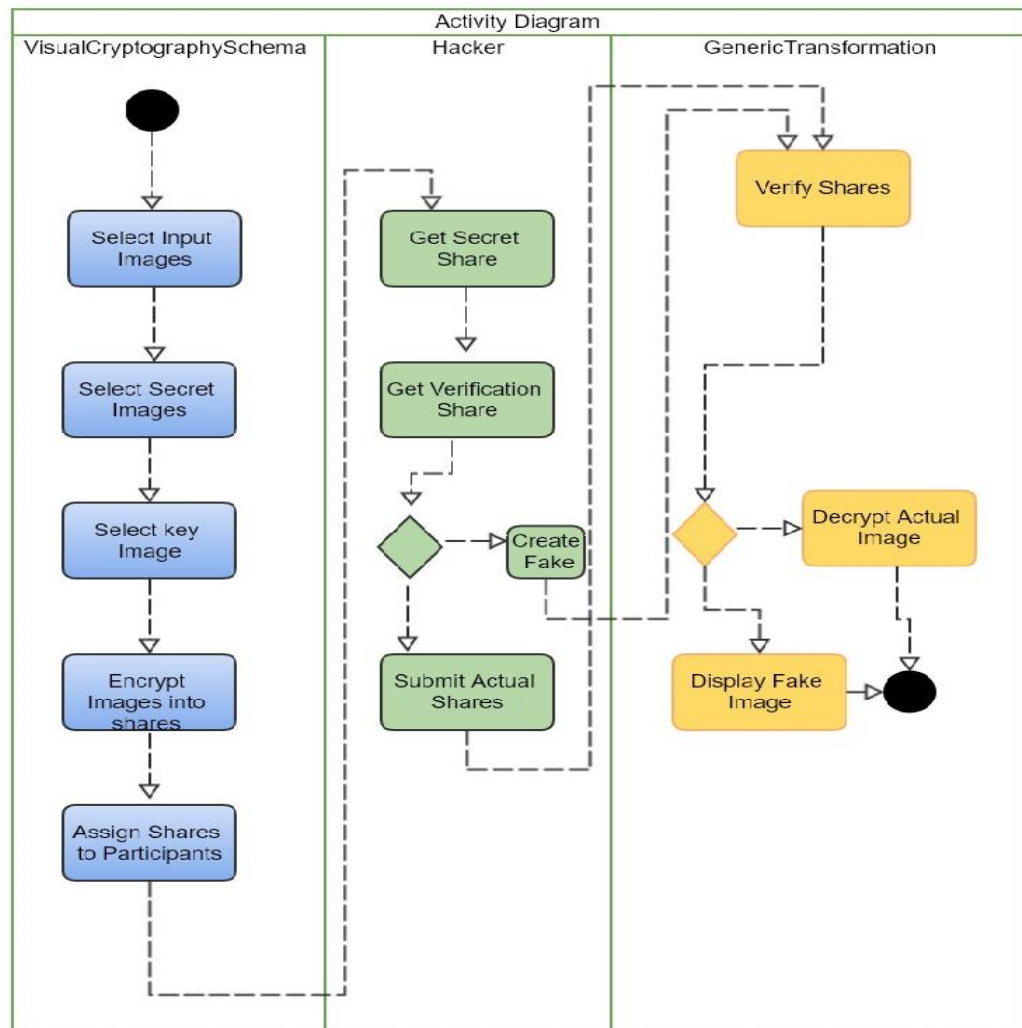 Activity Diagram
VisualCryptographySchema
Hacker
GenericTransformation
Select Input
Images
Select Secret
Images
Select key
Image
Encrypt
Images into
shares
Assign Shares
to Participants
Get Secret
Share
Get Verification
Share
Create
Fake
Submit Actual
Shares
Verify Shares
Decrypt Actual
Image
Display Fake
Image